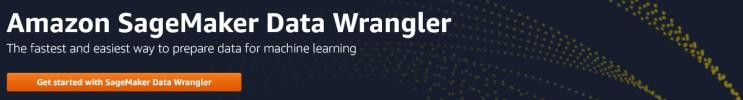 Amazon SageMaker Data Wrangler
The fastest and easiest way to prepare data for machine learning
Get started with SageMaker Data Wrangler